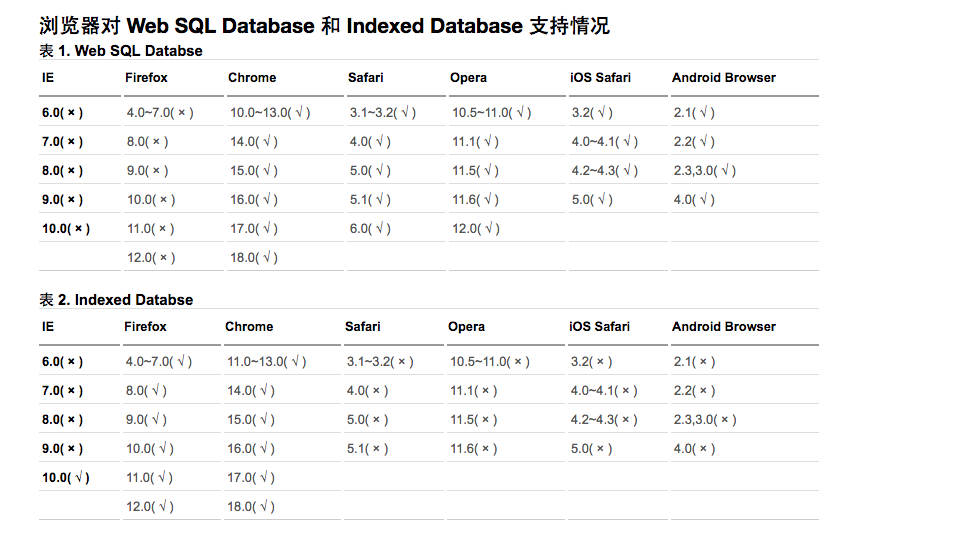 浏览器对 Web SQL Database 和 Indexed Database 支持情况
表 1. Web SQL Databse
IE Firefox Chrome Safari Opera iOS Safari Android Browser
6.0( × ) 4.0~7.0( × ) 10.0~13.0( √ ) 3.1~3.2( √ ) 10.5~11.0( √ ) 3.2( √ ) 2.1( √ )
7.0( × ) 8.0( × ) 14.0( √ ) 4.0( √ ) 11.1( √ ) 4.0~4.1( √ ) 2.2( √ )
8.0( × ) 9.0( × ) 15.0( √ ) 5.0( √ ) 11.5( √ ) 4.2~4.3( √ ) 2.3,3.0( √ )
9.0( × ) 10.0( × ) 16.0( √ ) 5.1( √ ) 11.6( √ ) 5.0( √ ) 4.0( √ )
10.0( × ) 11.0( × ) 17.0( √ ) 6.0( √ ) 12.0( √ )
12.0( × ) 18.0( √ )
表 2. Indexed Databse
IE Firefox Chrome Safari Opera iOS Safari Android Browser
6.0( × ) 4.0~7.0( √ ) 11.0~13.0( √ ) 3.1~3.2( × ) 10.5~11.0( × ) 3.2( × ) 2.1( × )
7.0( × ) 8.0( √ ) 14.0( √ ) 4.0( × ) 11.1( × ) 4.0~4.1( × ) 2.2( × )
8.0( × ) 9.0( √ ) 15.0( √ ) 5.0( × ) 11.5( × ) 4.2~4.3( × ) 2.3,3.0( × )
9.0( × ) 10.0( √ ) 16.0( √ ) 5.1( × ) 11.6( × ) 5.0( × ) 4.0( × )
10.0( √ ) 11.0( √ ) 17.0( √ )
12.0( √ ) 18.0( √ )